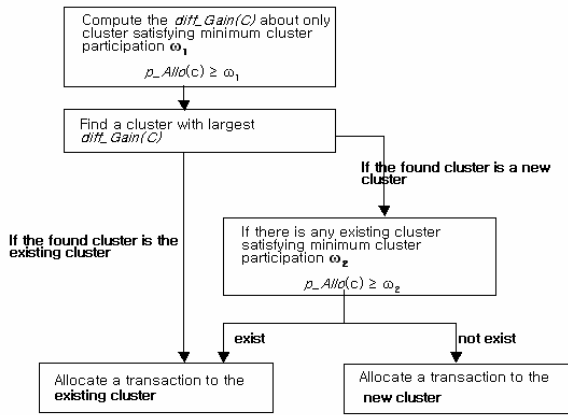 Compute the diff_Gain(C) about only
cluster satisfying minimum cluster
participation ω1
p_Allo(c) ≥ ω1
Find a cluster with largest
diff_Gain(C)
If the found cluster is a new
cluster
If the found cluster is the
existing cluster
If there is any existing cluster
satisfying minimum cluster
participation ω2
p_Allo(c) ≥ ω2
exist
not exist
Allocate a transaction to the
existing cluster
Allocate a transaction to the
new cluster